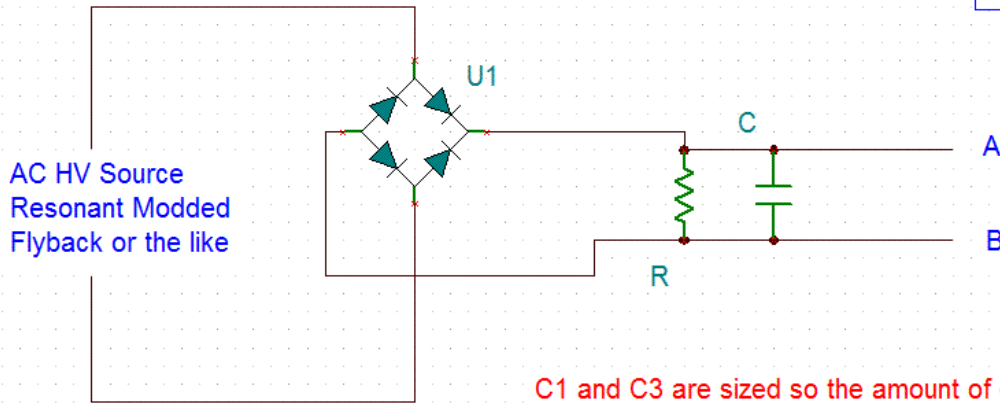 U1
C
A
AC HV Source
Resonant Modded
Flyback or the like
B
R
C1 and C3 are sized so the amount of